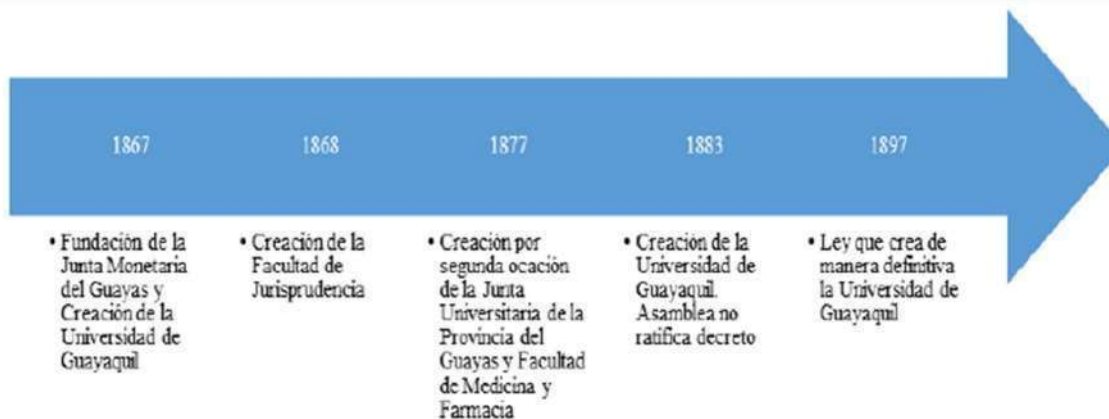 1867
1868
1877
1883
1897
• Fundación de la
Junta Monetaria
del Guayas y
Creación de la
Universidad de
Guayaquil
• Creación de la
Facultad de
Jurisprudencia
• Creación por
segunda ocación
de la Junta
Universitaria de la
Provincia del
Guayas y Facultad
de Medicina y
Farmacia
• Creación de la
Universidad de
Guayaquil.
Asamblea no
ratifica decreto
• Ley que crea de
manera definitiva
la Universidad de
Guayaquil